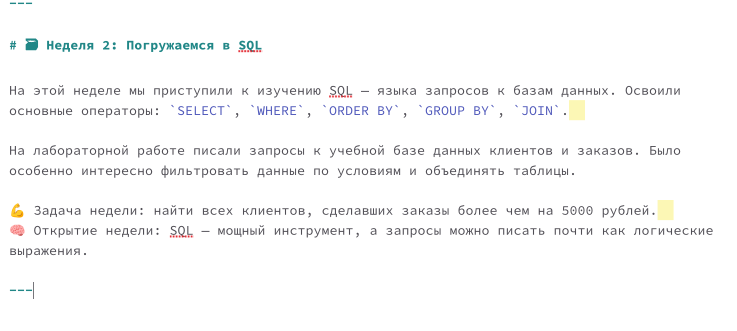 ---
# 🗃️ Неделя 2: Погружаемся в SQL
На этой неделе мы приступили к изучению SQL — языка запросов к базам данных. Освоили
основные операторы: `SELECT`, `WHERE`, `ORDER BY`, `GROUP BY`, `JOIN`.
На лабораторной работе писали запросы к учебной базе данных клиентов и заказов. Было
особенно интересно фильтровать данные по условиям и объединять таблицы.
💪 Задача недели: найти всех клиентов, сделавших заказы более чем на 5000 рублей.
🧠 Открытие недели: SQL — мощный инструмент, а запросы можно писать почти как логические
выражения.
---